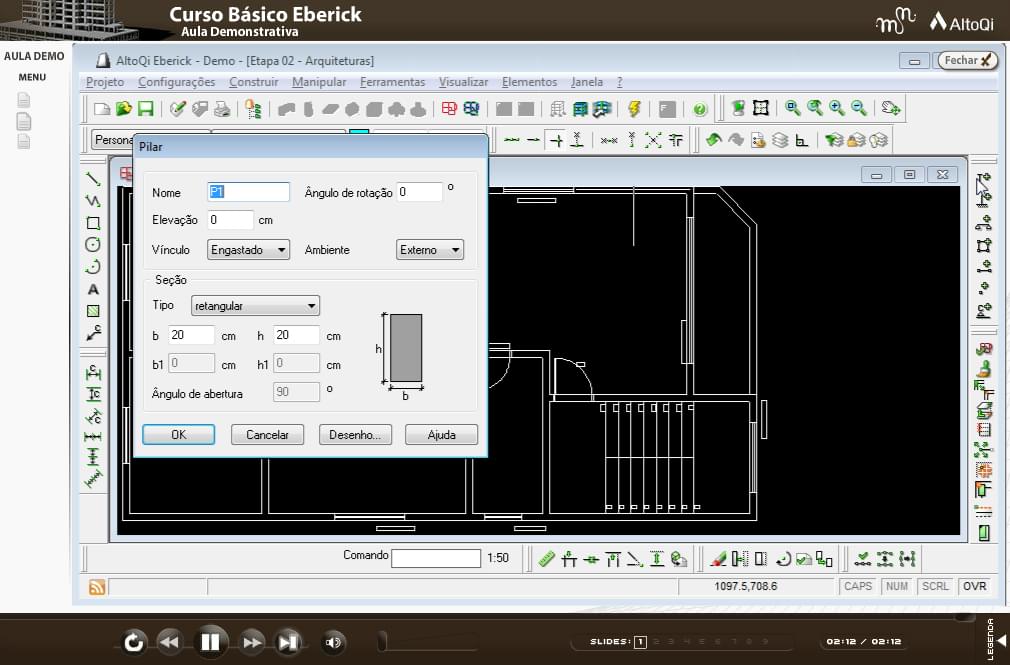 Curso Básico Eberick
Aula Demonstrativa
AltoQi
AULA DEMO
MENU
AltoQi Eberick - Demo - [Etapa 02 - Arquiteturas]
Fechar
Projeto Configurações Construir Manipular Ferramentas Visualizar Elementos Janela ?
Persona
Pilar
Nome P1 Ângulo de rotação 0 °
Elevação 0 cm
Vínculo Engastado Ambiente Externo
Seção
Tipo retangular
b 20 cm h 20 cm
b1 0 cm h1 0 cm
Ângulo de abertura 90 °
h
b
OK Cancelar Desenho... Ajuda
Comando 1:50
1097.5,708.6 CAPS NUM SCRL OVR
SLIDES: 1 2 3 4 5 6 7 8 9
02:12 / 02:12
LEGENDA